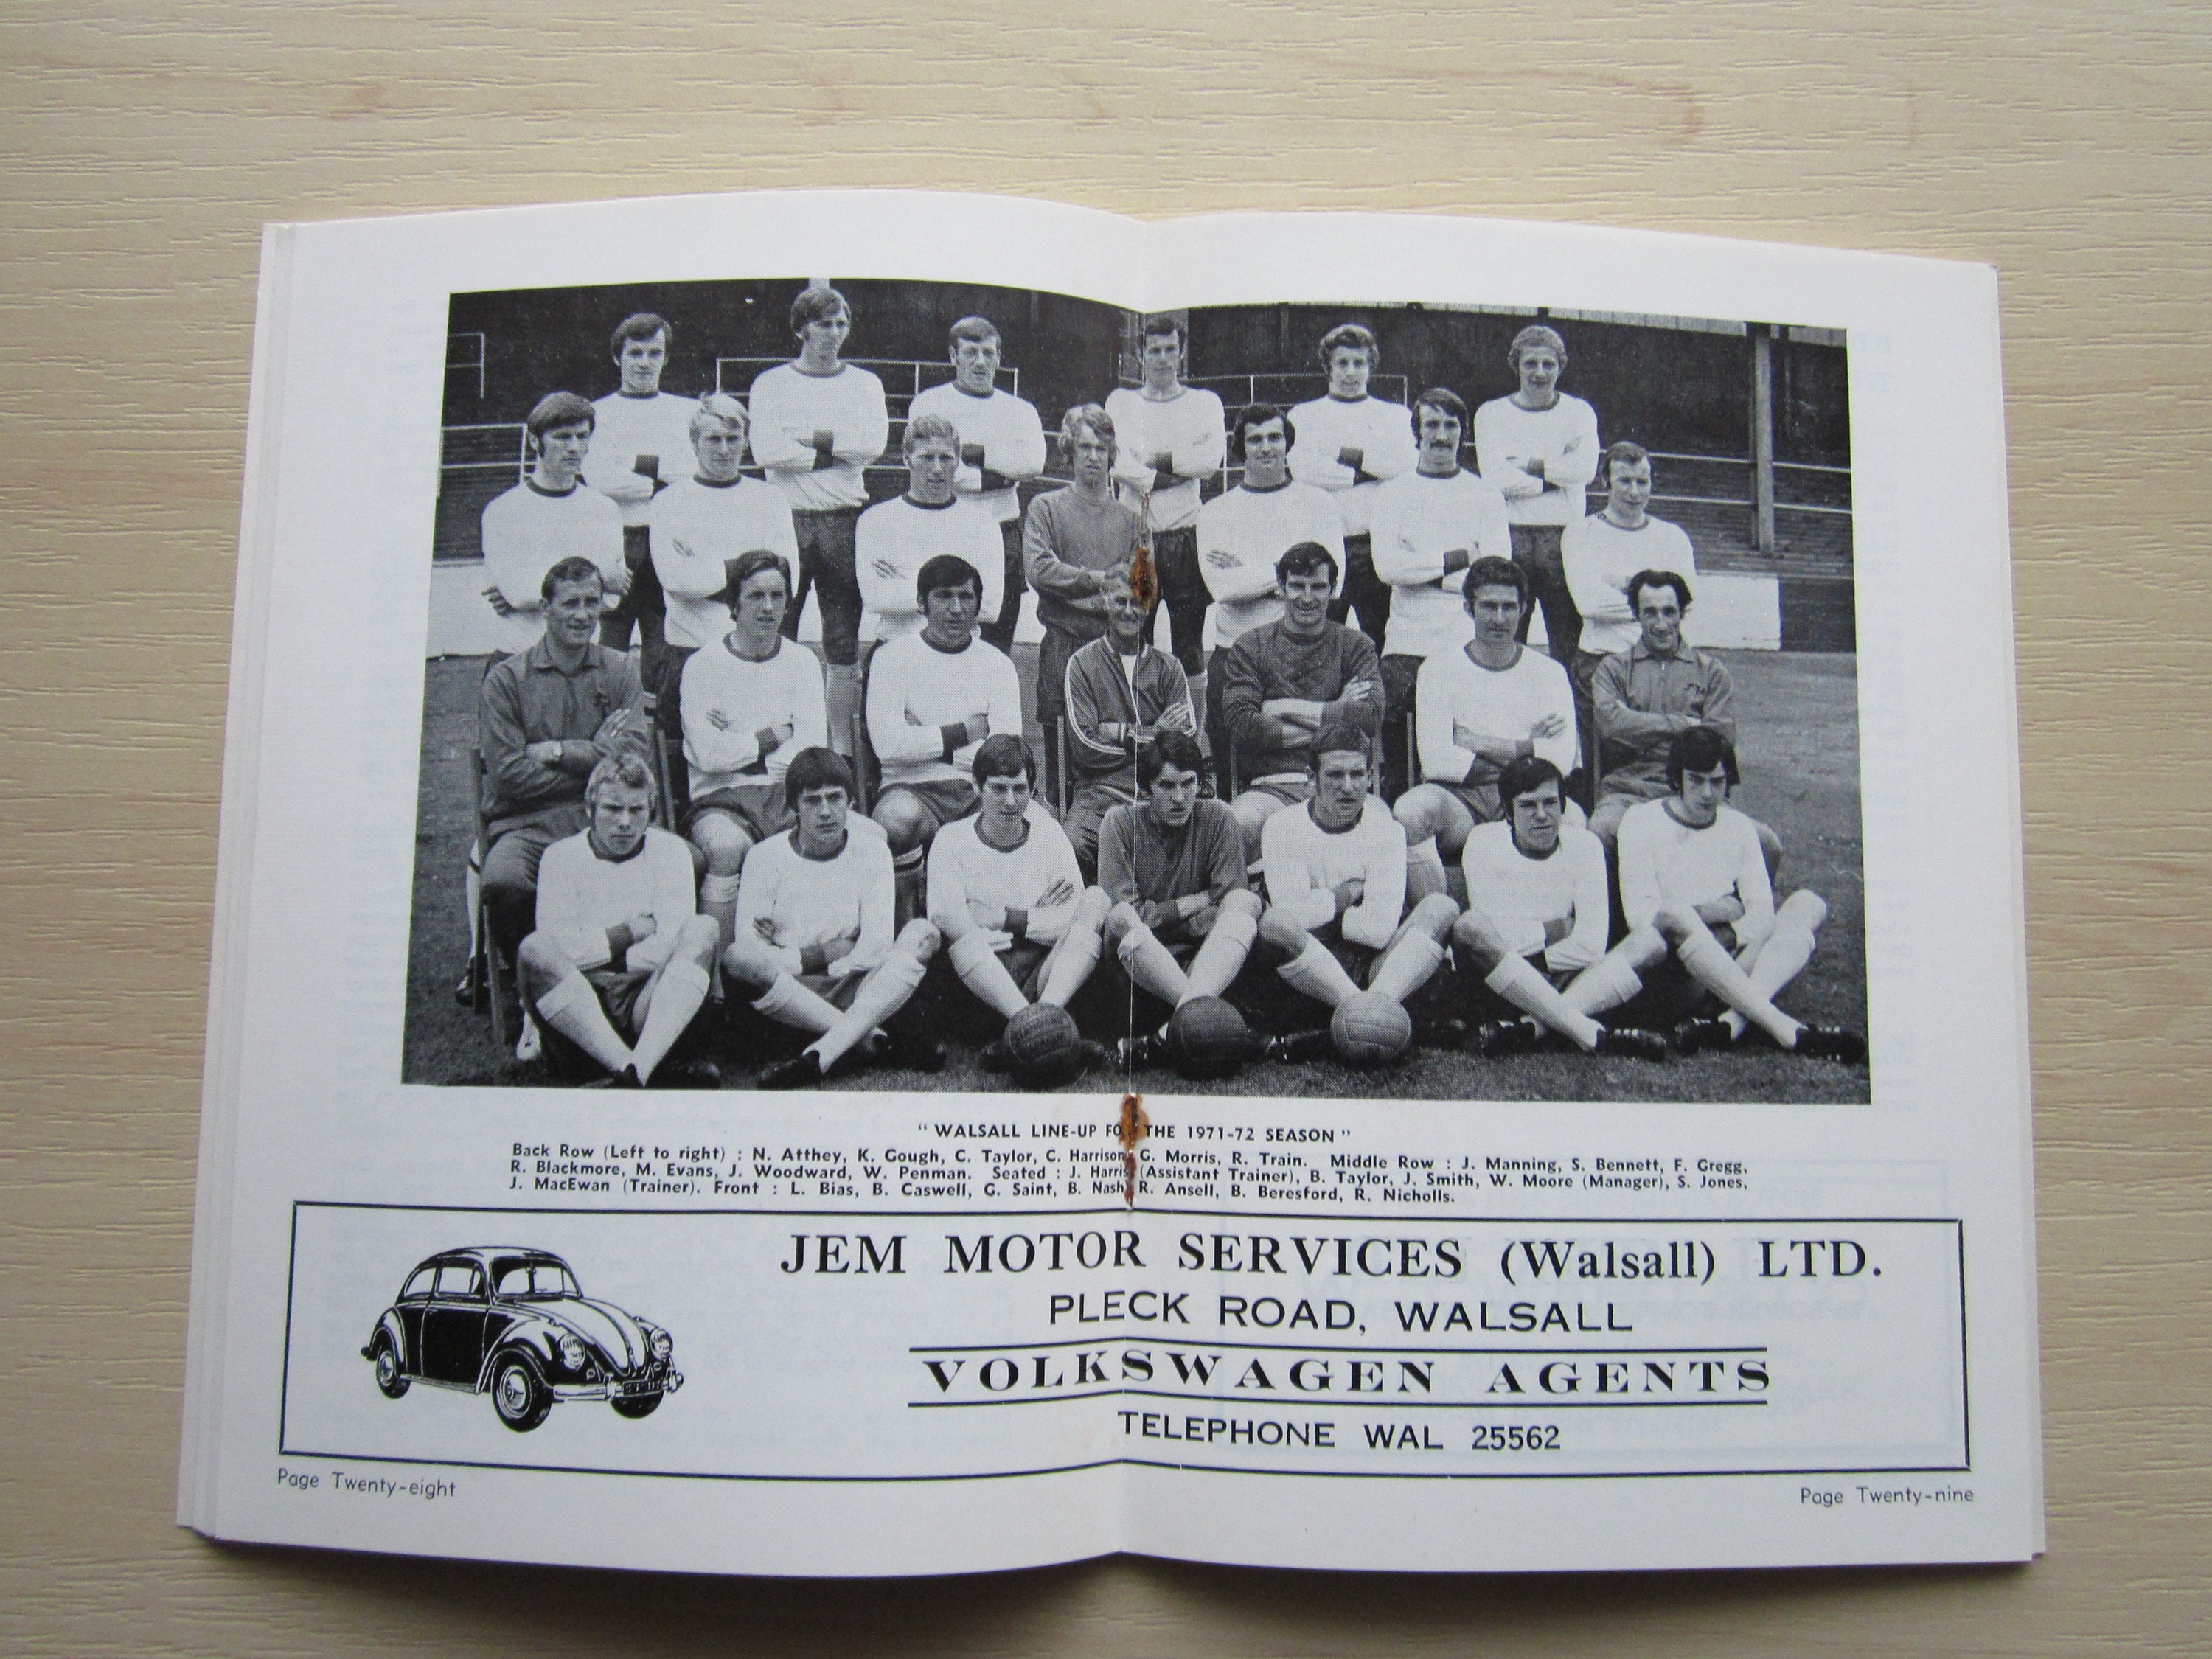 “ WALSALL LINE-UP FOR THE 1971-72 SEASON ”
Back Row (Left to right) : N. Atthey, K. Gough, C. Taylor, C. Harrison, G. Morris, R. Train. Middle Row : J. Manning, S. Bennett, F. Gregg,
R. Blackmore, M. Evans, J. Woodward, W. Penman. Seated : J. Harris (Assistant Trainer), B. Taylor, J. Smith, W. Moore (Manager), S. Jones,
J. MacEwan (Trainer). Front : L. Bias, B. Caswell, G. Saint, B. Nash, R. Ansell, B. Beresford, R. Nicholls.
JEM MOTOR SERVICES (Walsall) LTD.
PLECK ROAD, WALSALL
VOLKSWAGEN AGENTS
TELEPHONE WAL 25562
Page Twenty-eight
Page Twenty-nine